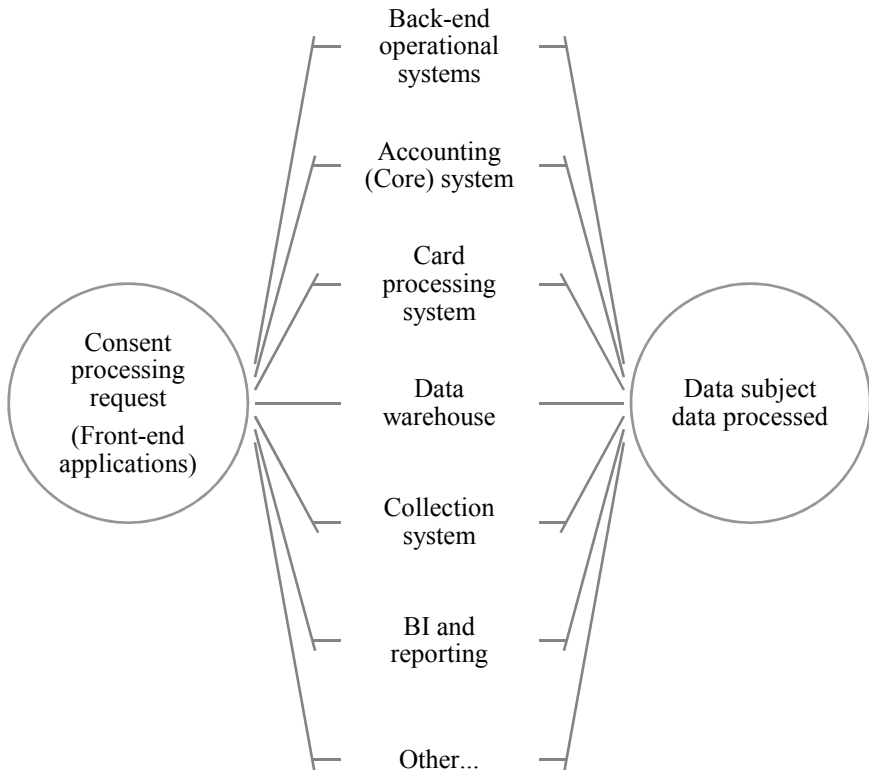 Back-end
operational
systems
Accounting
(Core) system
Card
processing
system
Consent
processing
request
(Front-end
applications)
Data
warehouse
Data subject
data processed
Collection
system
BI and
reporting
Other...